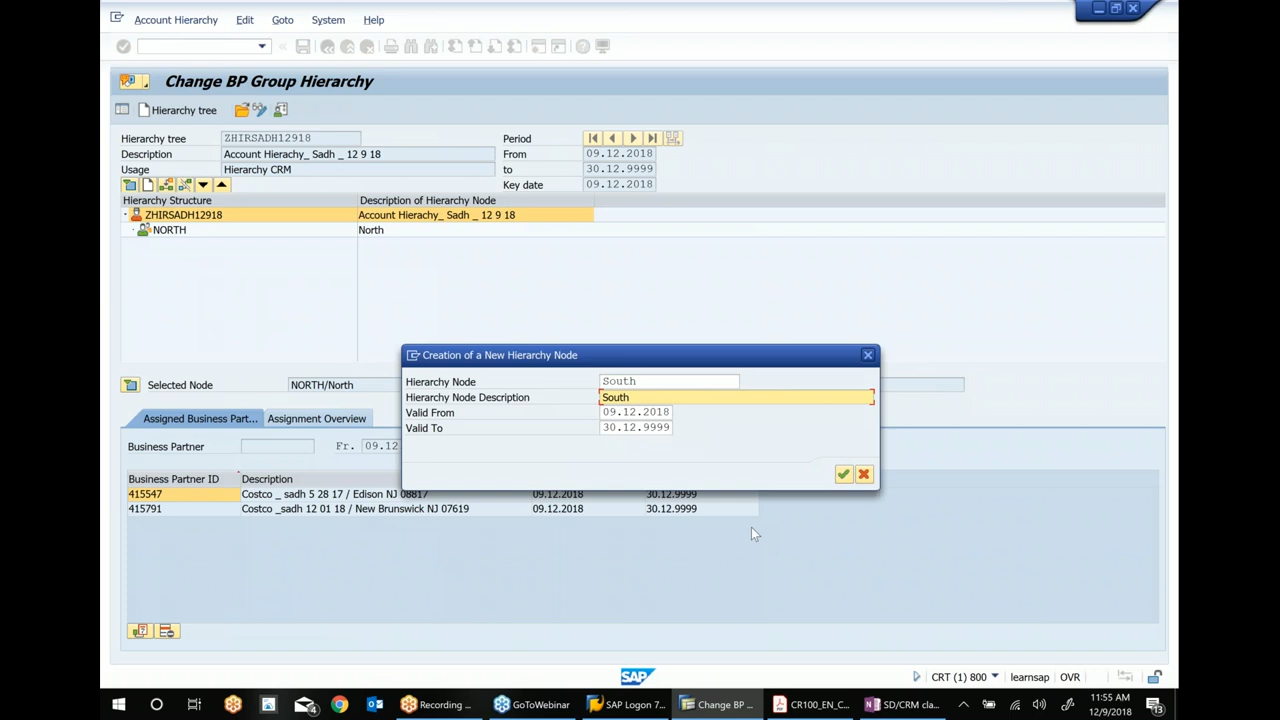 Account Hierarchy Edit Goto System Help
Change BP Group Hierarchy
Hierarchy tree
Hierarchy tree ZHIRSADH12918 Period
Description Account Hierachy_ Sadh _ 12 9 18 From 09.12.2018
Usage Hierarchy CRM to 30.12.9999
Key date 09.12.2018
Hierarchy Structure Description of Hierarchy Node
ZHIRSADH12918 Account Hierachy_ Sadh _ 12 9 18
NORTH North
Creation of a New Hierarchy Node
Hierarchy Node South
Hierarchy Node Description South
Valid From 09.12.2018
Valid To 30.12.9999
Selected Node NORTH/North
Assigned Business Part... Assignment Overview
Business Partner Fr. 09.12
Business Partner ID Description
415547 Costco _ sadh 5 28 17 / Edison NJ 08817 09.12.2018 30.12.9999
415791 Costco _sadh 12 01 18 / New Brunswick NJ 07619 09.12.2018 30.12.9999
SAP CRT (1) 800 learnsap OVR
4 Recording ... GoToWebinar SAP Logon 7... Change BP ... CR100_EN_C... SD/CRM cla... 11:55 AM
12/9/2018 13